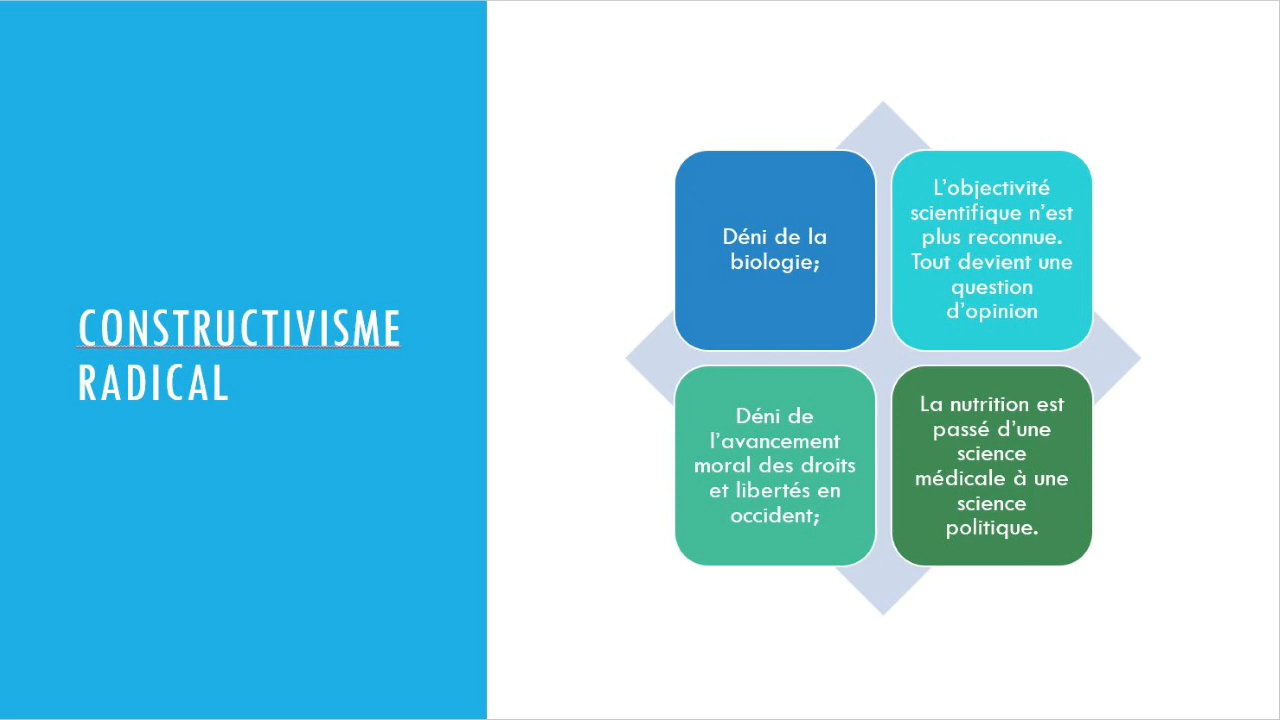 CONSTRUCTIVISME
RADICAL
Déni de la
biologie;
L'objectivité
scientifique n'est
plus reconnue.
Tout devient une
question
d'opinion
Déni de
l'avancement
moral des droits
et libertés en
occident;
La nutrition est
passé d'une
science
médicale à une
science
politique.